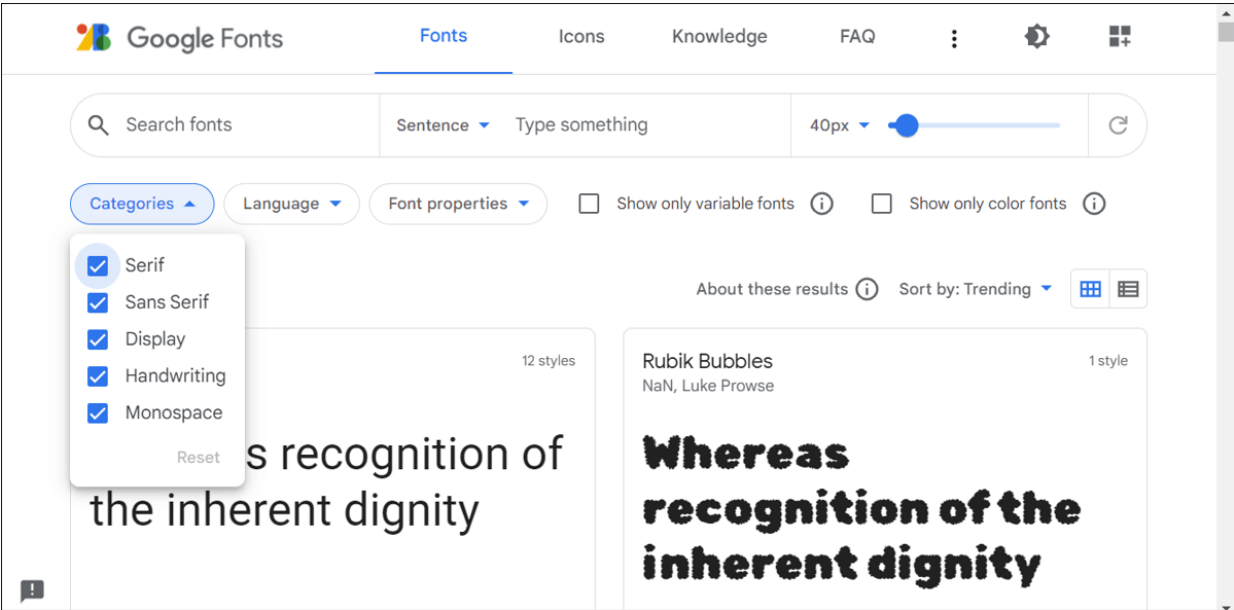 Google Fonts
Fonts
Icons
Knowledge
FAQ
Search fonts
Sentence
Type something
40px
Categories
Language
Font properties
Show only variable fonts
Show only color fonts
Serif
Sans Serif
Display
Handwriting
Monospace
Reset
About these results
Sort by: Trending
12 styles
s recognition of
the inherent dignity
Rubik Bubbles
1 style
NaN, Luke Prowse
Whereas
recognition of the
inherent dignity